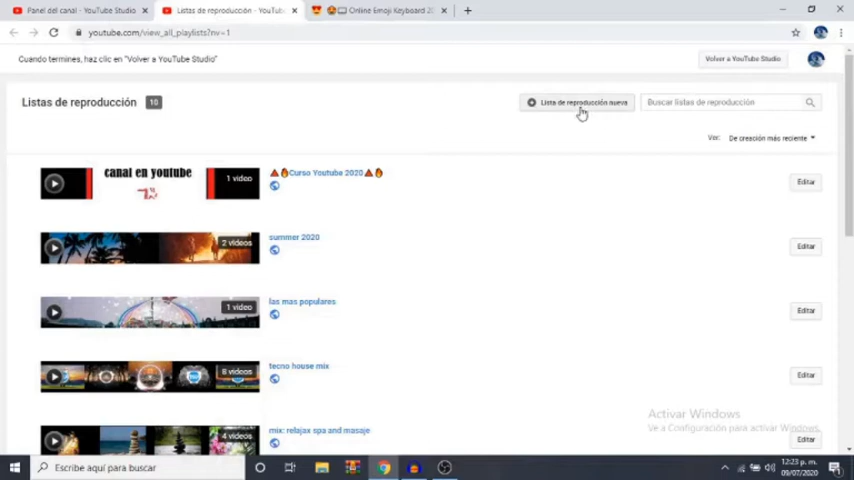 Panel del canal - YouTube Studio
Listas de reproducción - YouTu
Online Emoji Keyboard 20
youtube.com/view_all_playlists?nv=1
Cuando termines, haz clic en "Volver a YouTube Studio"
Volver a YouTube Studio
Listas de reproducción 10
Lista de reproducción nueva
Buscar listas de reproducción
Ver: De creación más reciente
canal en youtube
1 video
🔺🔥Curso Youtube 2020🔺🔥
Editar
2 videos
summer 2020
Editar
1 video
las mas populares
Editar
8 videos
tecno house mix
Editar
4 videos
mix: relajax spa and masaje
Editar
Activar Windows
Ve a Configuración para activar Windows.
Escribe aquí para buscar
12:23 p. m.
09/07/2020